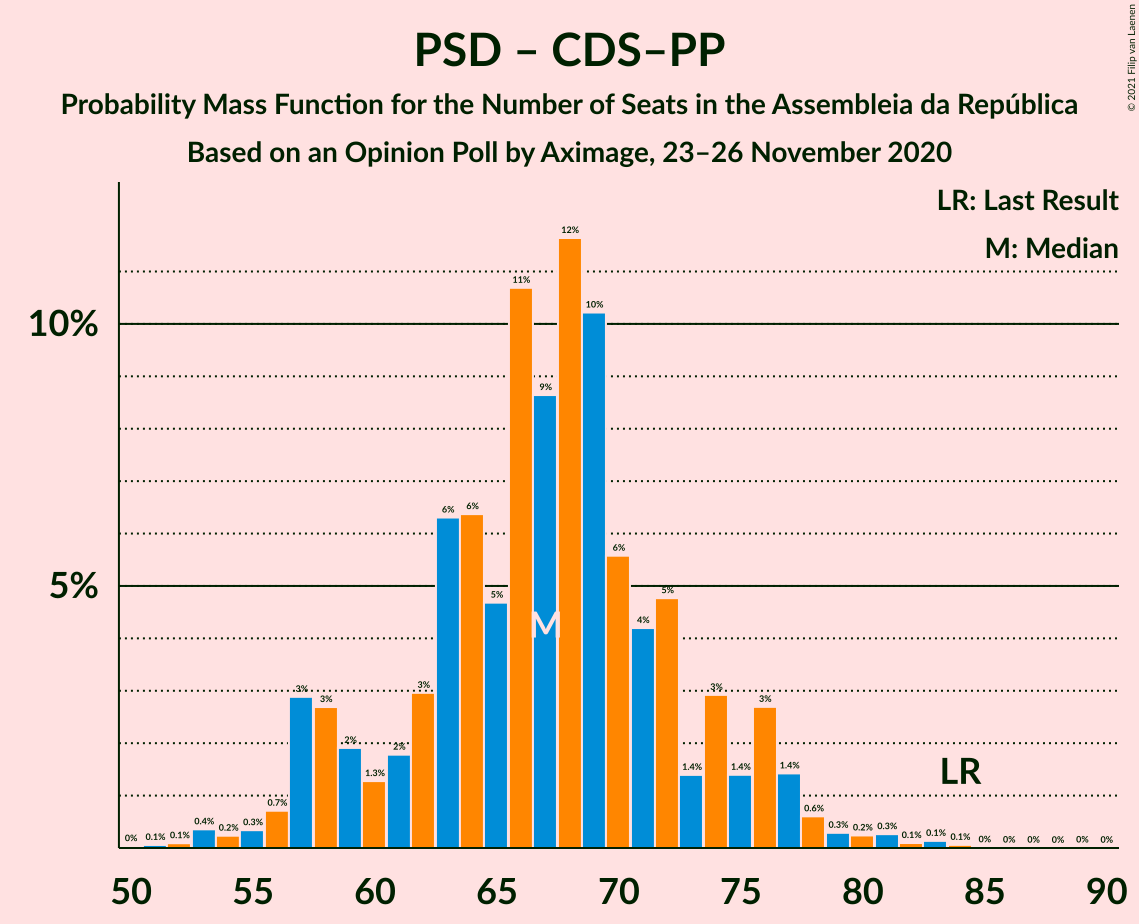 © 2021 Filip van Laenen
PSD – CDS–PP
Probability Mass Function for the Number of Seats in the Assembleia da República
Based on an Opinion Poll by Aximage, 23–26 November 2020
LR: Last Result
M: Median
10%
5%
0% 0.1% 0.1% 0.4% 0.2% 0.3% 0.7% 3% 3% 2% 1.3% 2% 3% 6% 6% 5% 11% 9% 12% 10% 6% 4% 5% 1.4% 3% 1.4% 3% 1.4% 0.6% 0.3% 0.2% 0.3% 0.1% 0.1% 0.1% 0% 0% 0% 0% 0% 0%
M
LR
50 55 60 65 70 75 80 85 90